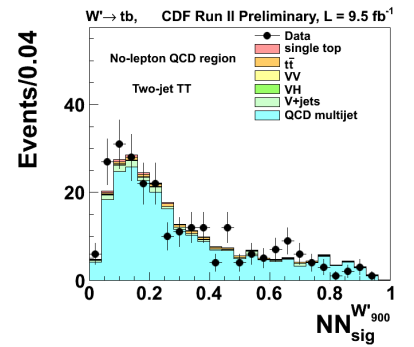 W'→ tb, CDF Run II Preliminary, L = 9.5 fb⁻¹
No-lepton QCD region
Two-jet TT
Data
single top
tt̄
VV
VH
V+jets
QCD multijet
Events/0.04
40
20
0
0 0.2 0.4 0.6 0.8 1
NN_sig^W'900